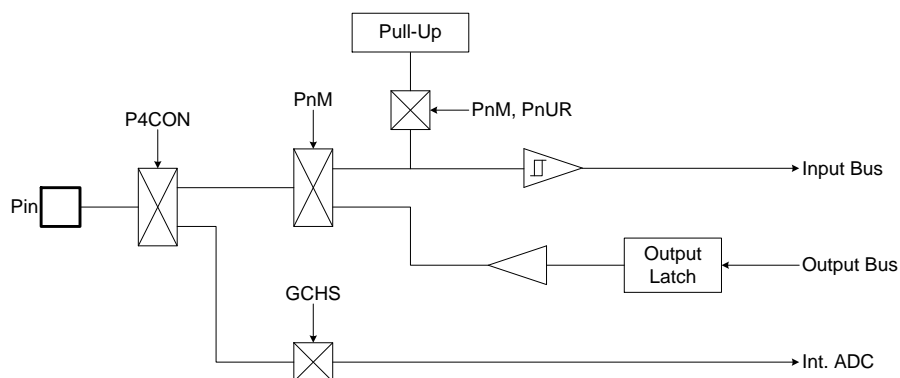 Pull-Up
PnM
PnM, PnUR
P4CON
Input Bus
Pin
Output
Latch
Output Bus
GCHS
Int. ADC